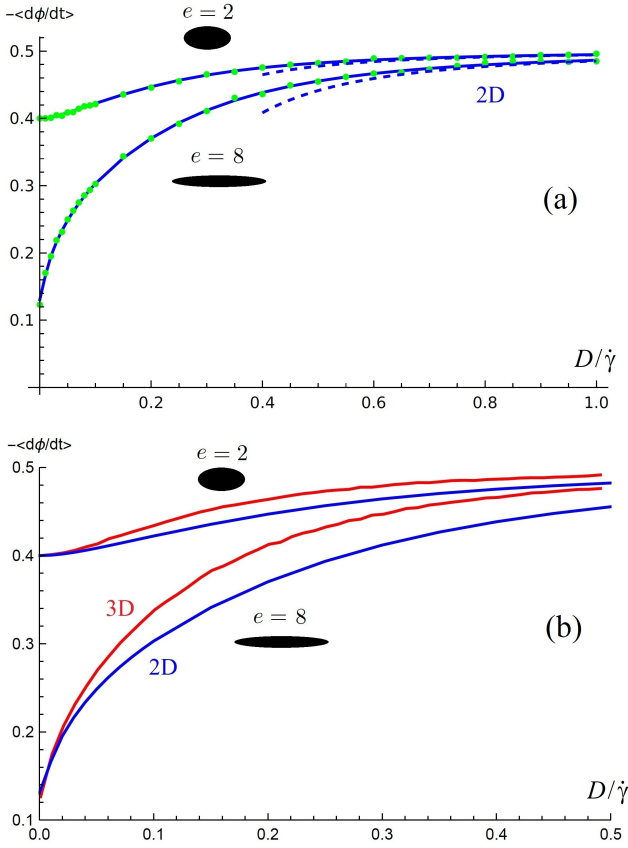 −<dϕ/dt>
e = 2
0.5
2D
0.4
e = 8
0.3
(a)
0.2
0.1
D/γ̇
0.2 0.4 0.6 0.8 1.0
−<dϕ/dt>
e = 2
0.5
0.4
3D
e = 8
(b)
2D
0.3
0.2
D/γ̇
0.1
0.0 0.1 0.2 0.3 0.4 0.5